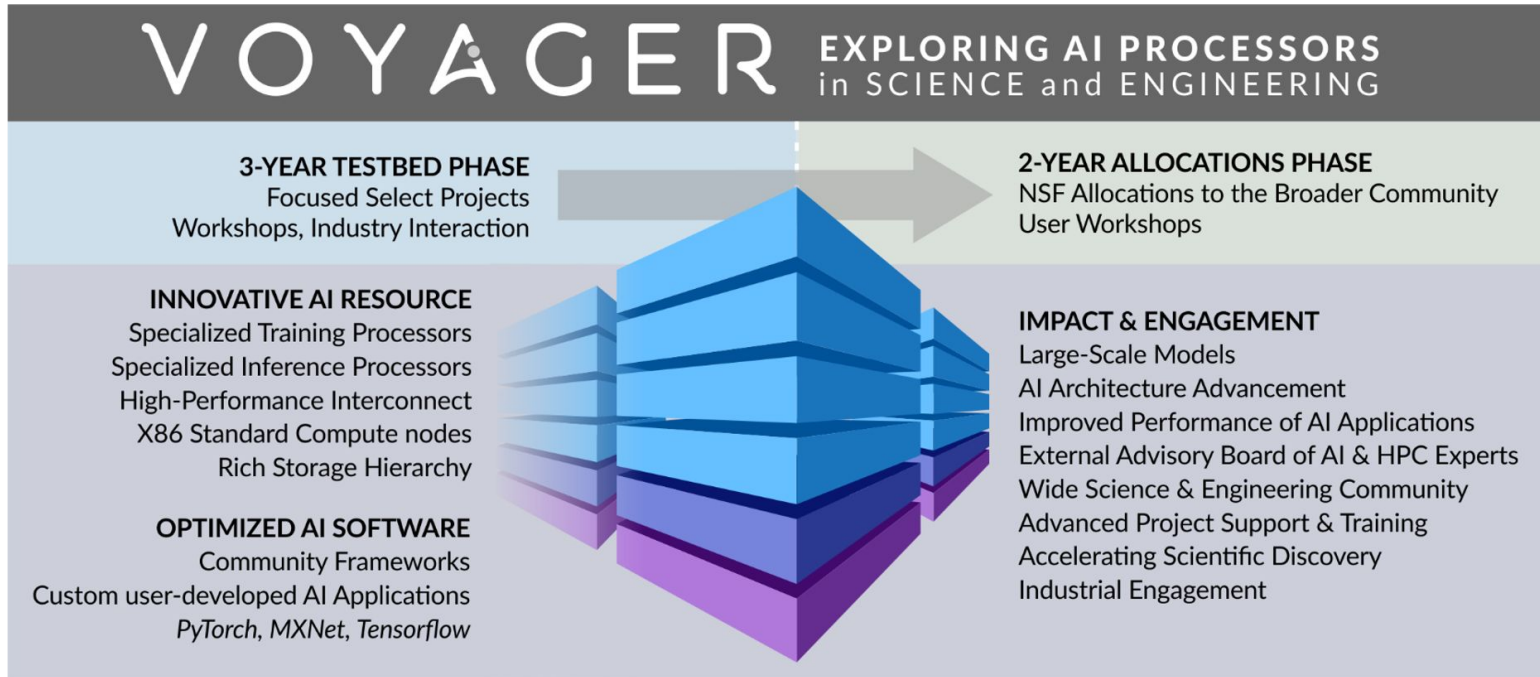 VOYAGER
EXPLORING AI PROCESSORS
in SCIENCE and ENGINEERING
3-YEAR TESTBED PHASE
Focused Select Projects
Workshops, Industry Interaction
2-YEAR ALLOCATIONS PHASE
NSF Allocations to the Broader Community
User Workshops
INNOVATIVE AI RESOURCE
Specialized Training Processors
Specialized Inference Processors
High-Performance Interconnect
X86 Standard Compute nodes
Rich Storage Hierarchy
OPTIMIZED AI SOFTWARE
Community Frameworks
Custom user-developed AI Applications
PyTorch, MXNet, Tensorflow
IMPACT & ENGAGEMENT
Large-Scale Models
AI Architecture Advancement
Improved Performance of AI Applications
External Advisory Board of AI & HPC Experts
Wide Science & Engineering Community
Advanced Project Support & Training
Accelerating Scientific Discovery
Industrial Engagement